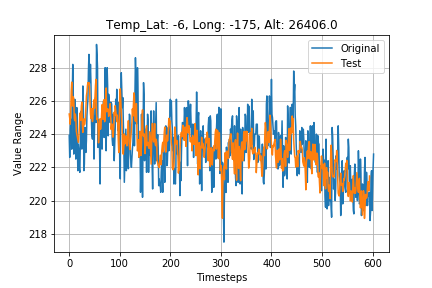 Temp_Lat: -6, Long: -175, Alt: 26406.0
Original
Test
Value Range
228
226
224
222
220
218
0 100 200 300 400 500 600
Timesteps